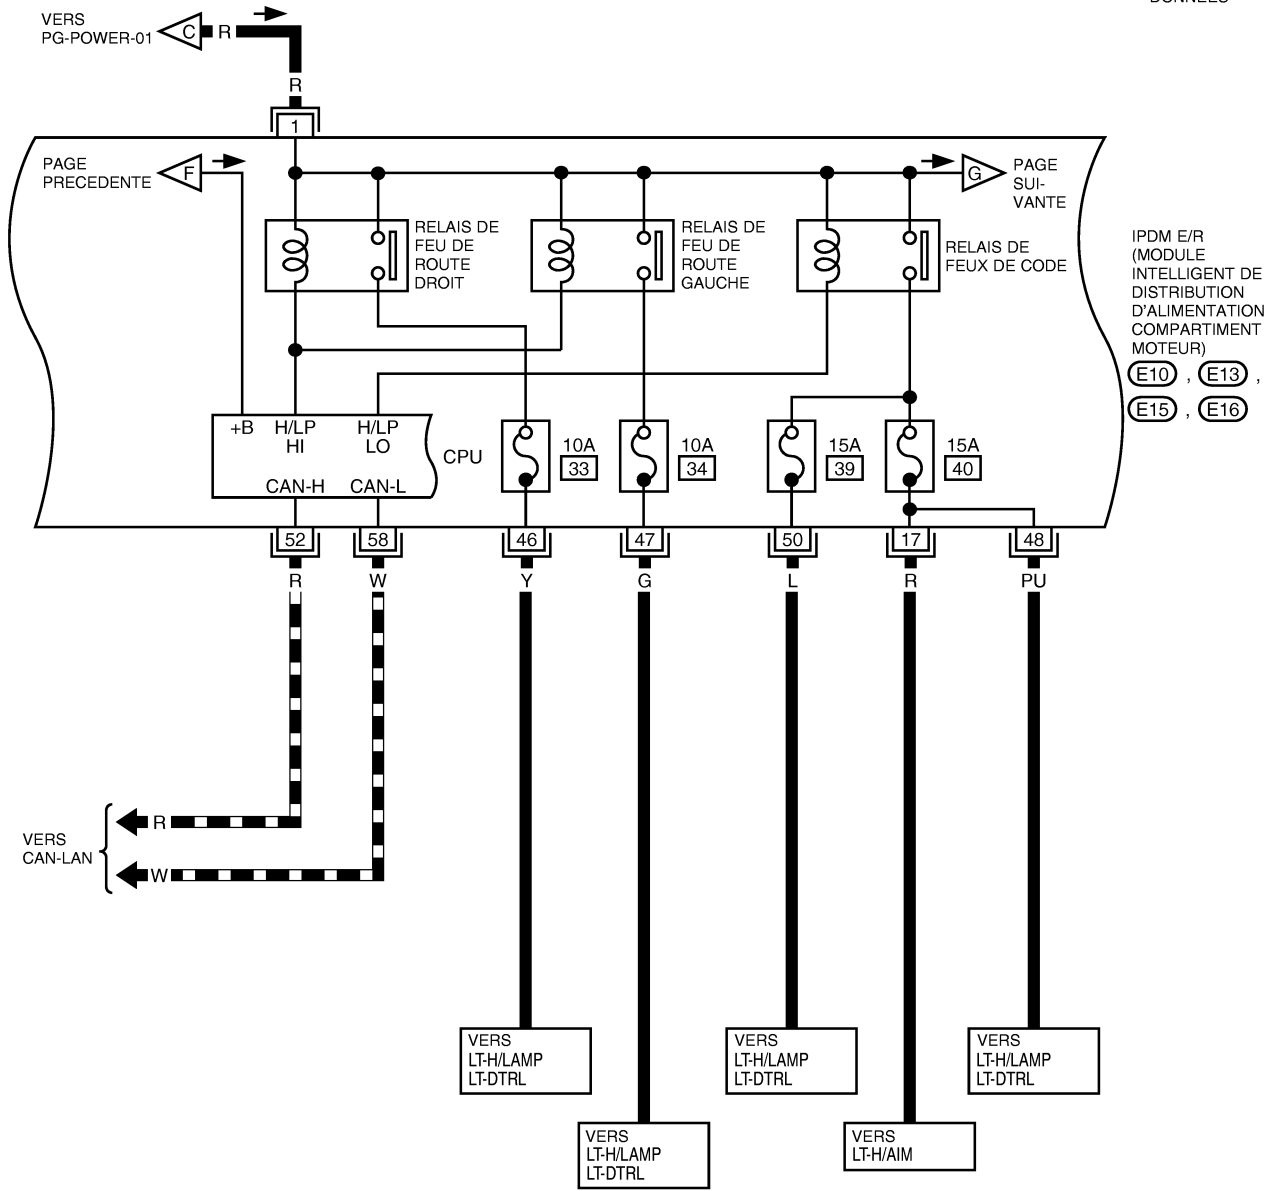 DONNEES
VERS
PG-POWER-01
C
R
R
1
PAGE
PRECEDENTE
F
G
PAGE
SUI-
VANTE
RELAIS DE
FEU DE
ROUTE
DROIT
RELAIS DE
FEU DE
ROUTE
GAUCHE
RELAIS DE
FEUX DE CODE
IPDM E/R
(MODULE
INTELLIGENT DE
DISTRIBUTION
D'ALIMENTATION
COMPARTIMENT
MOTEUR)
E10 , E13 ,
E15 , E16
+B
H/LP
HI
H/LP
LO
CPU
CAN-H
CAN-L
10A
33
10A
34
15A
39
15A
40
52 58 46 47 50 17 48
R W Y G L R PU
VERS
CAN-LAN
R
W
VERS
LT-H/LAMP
LT-DTRL
VERS
LT-H/LAMP
LT-DTRL
VERS
LT-H/LAMP
LT-DTRL
VERS
LT-H/AIM
VERS
LT-H/LAMP
LT-DTRL